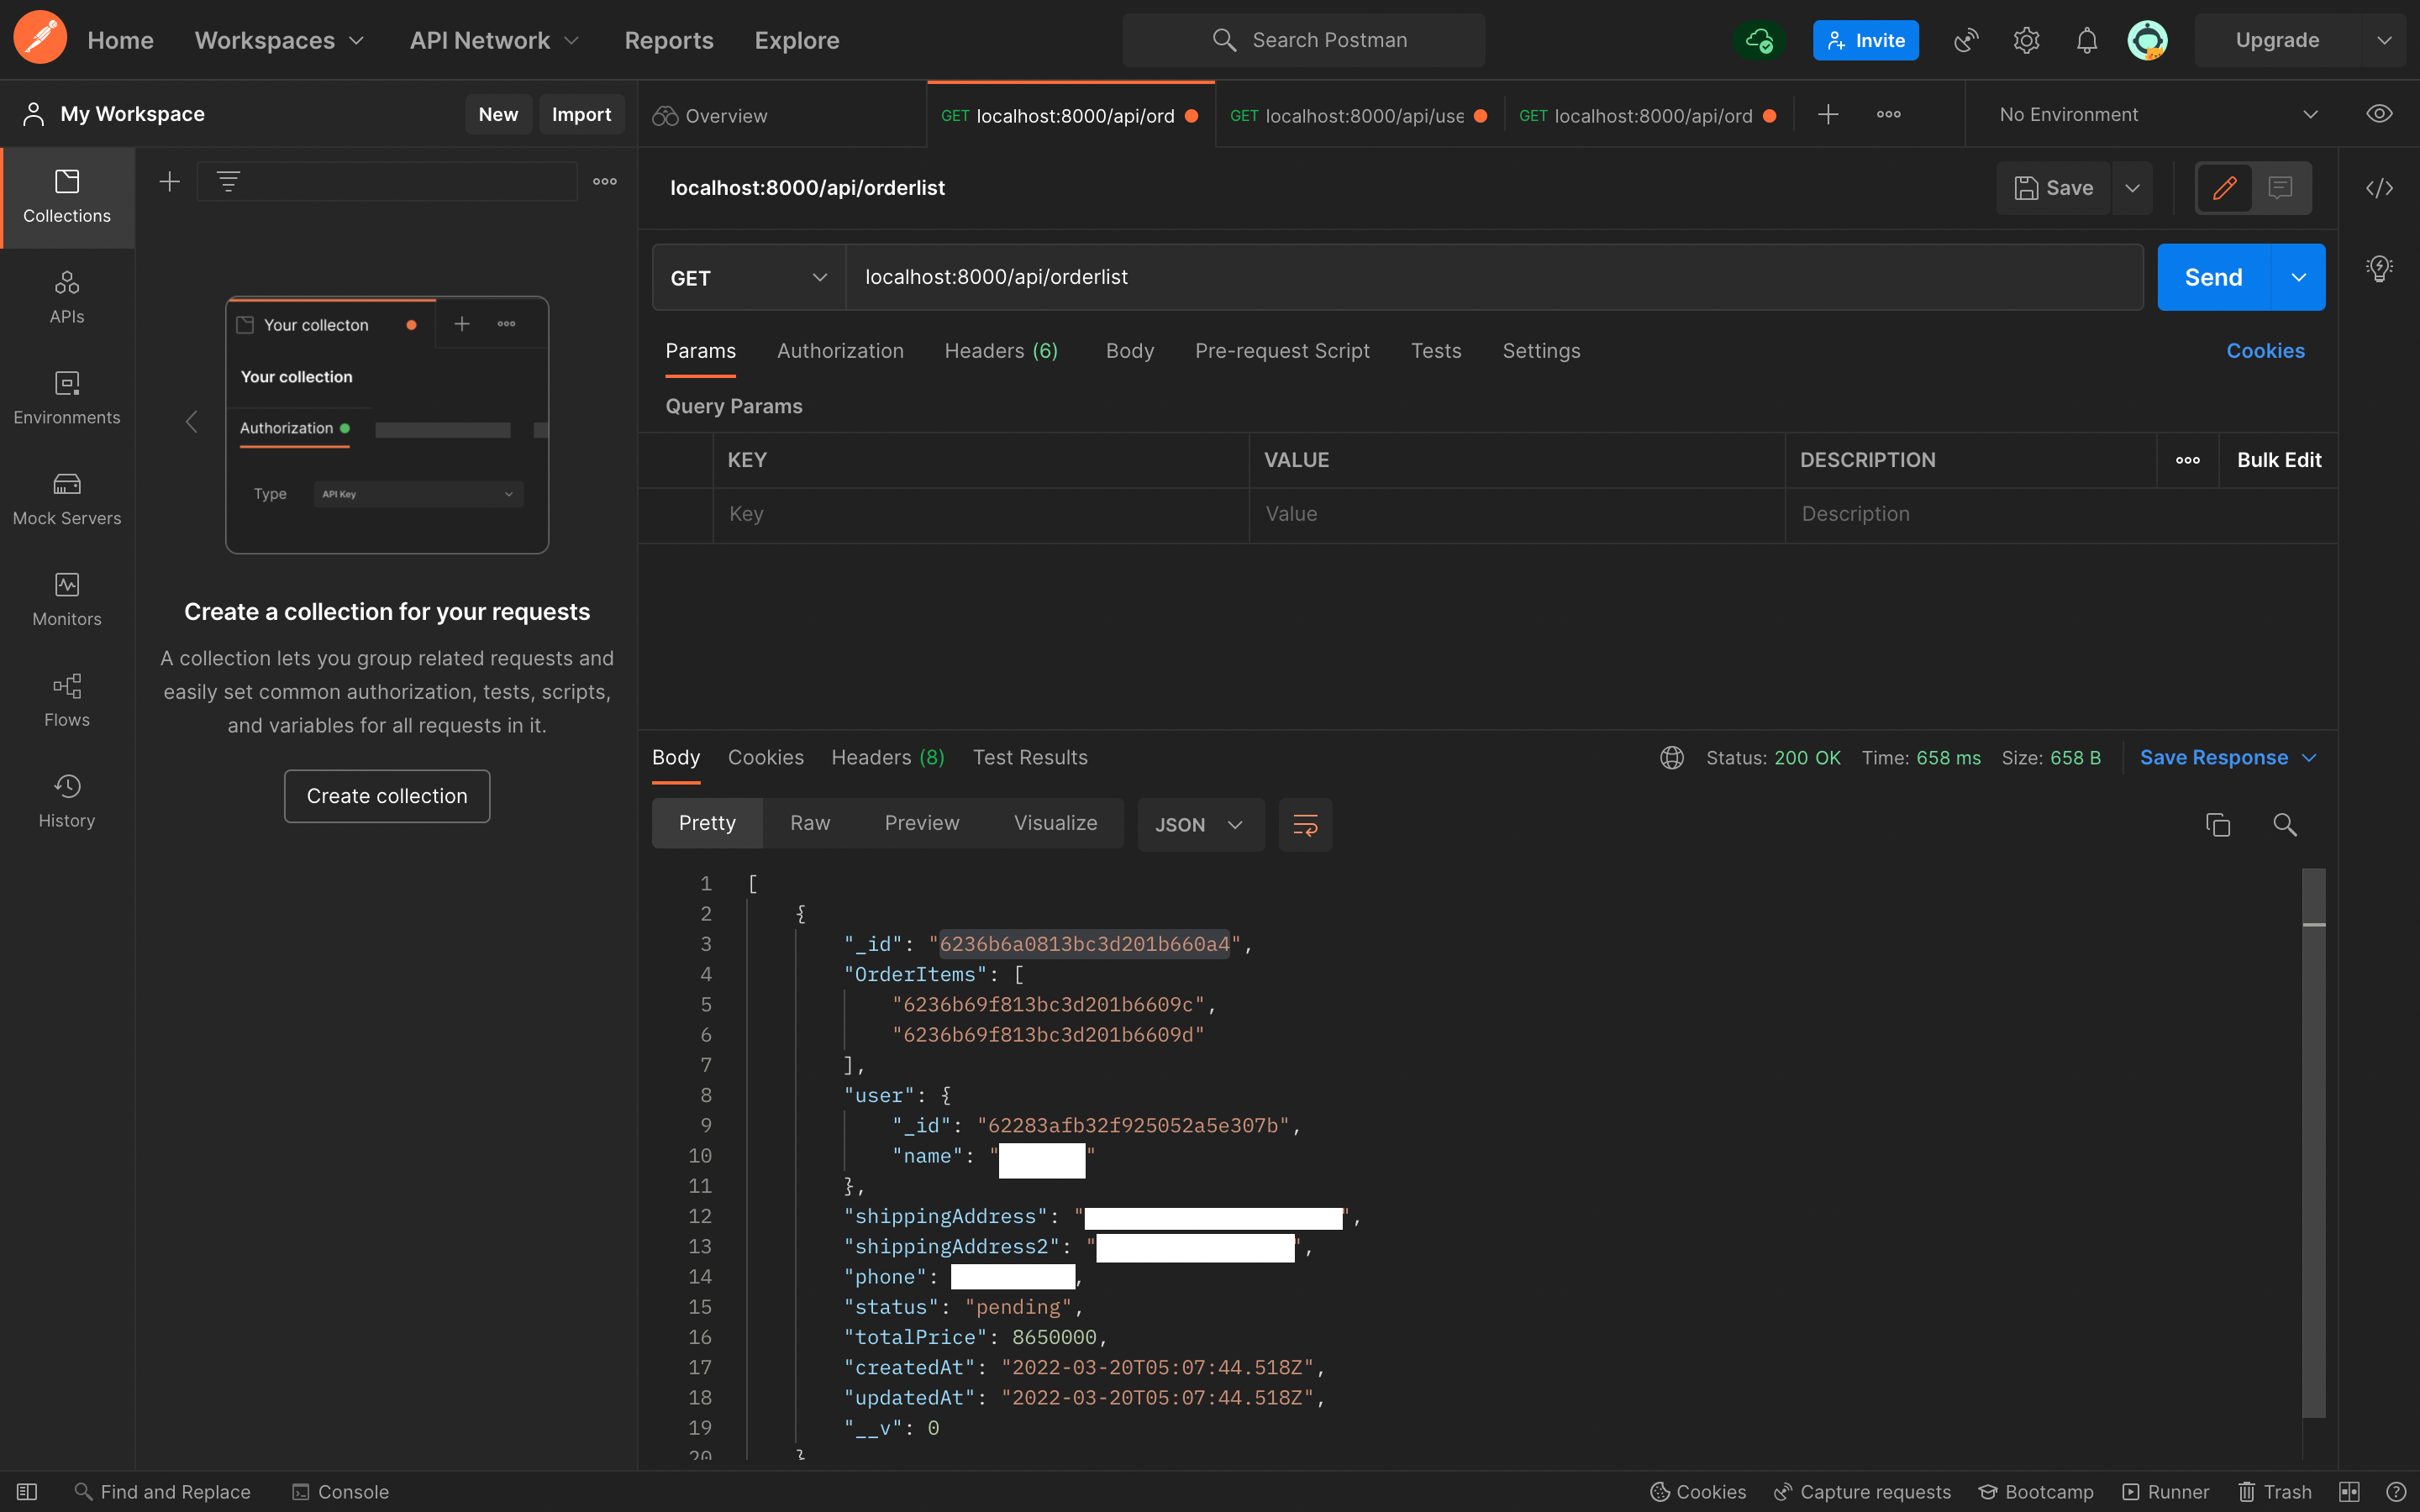 Home Workspaces API Network Reports Explore Search Postman Invite Upgrade
My Workspace New Import Overview GET localhost:8000/api/ord GET localhost:8000/api/use GET localhost:8000/api/ord No Environment
Collections
APIs
Environments
Mock Servers
Monitors
Flows
History
Your collecton
Your collection
Authorization
Type API Key
Create a collection for your requests
A collection lets you group related requests and
easily set common authorization, tests, scripts,
and variables for all requests in it.
Create collection
localhost:8000/api/orderlist Save
GET localhost:8000/api/orderlist Send
Params Authorization Headers (6) Body Pre-request Script Tests Settings Cookies
Query Params
KEY VALUE DESCRIPTION Bulk Edit
Key Value Description
Body Cookies Headers (8) Test Results Status: 200 OK Time: 658 ms Size: 658 B Save Response
Pretty Raw Preview Visualize JSON
1 [
2 {
3 "_id": "6236b6a0813bc3d201b660a4",
4 "OrderItems": [
5 "6236b69f813bc3d201b6609c",
6 "6236b69f813bc3d201b6609d"
7 ],
8 "user": {
9 "_id": "62283afb32f925052a5e307b",
10 "name": " "
11 },
12 "shippingAddress": " ",
13 "shippingAddress2": " ",
14 "phone": ,
15 "status": "pending",
16 "totalPrice": 8650000,
17 "createdAt": "2022-03-20T05:07:44.518Z",
18 "updatedAt": "2022-03-20T05:07:44.518Z",
19 "__v": 0
20 }
Find and Replace Console Cookies Capture requests Bootcamp Runner Trash